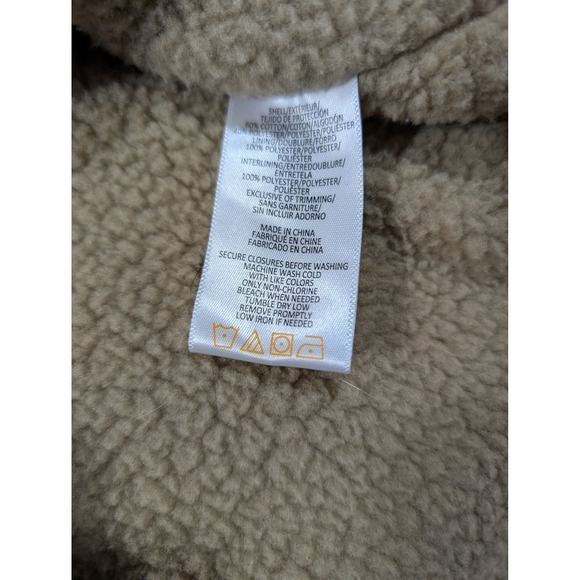 SHELL/EXTÉRIEUR/
TEJIDO DE PROTECCIÓN
60% COTTON/COTON/ALGODÓN
40% POLYESTER/POLYESTER/POLIÉSTER
LINING/DOUBLURE/FORRO
100% POLYESTER/POLYESTER/
POLIÉSTER
INTERLINING/ENTREDOUBLURE/
ENTRETELA
100% POLYESTER/POLYESTER/
POLIÉSTER
EXCLUSIVE OF TRIMMING/
SANS GARNITURE/
SIN INCLUIR ADORNO
MADE IN CHINA
FABRIQUÉ EN CHINE
FABRICADO EN CHINA
SECURE CLOSURES BEFORE WASHING
MACHINE WASH COLD
WITH LIKE COLORS
ONLY NON-CHLORINE
BLEACH WHEN NEEDED
TUMBLE DRY LOW
REMOVE PROMPTLY
LOW IRON IF NEEDED